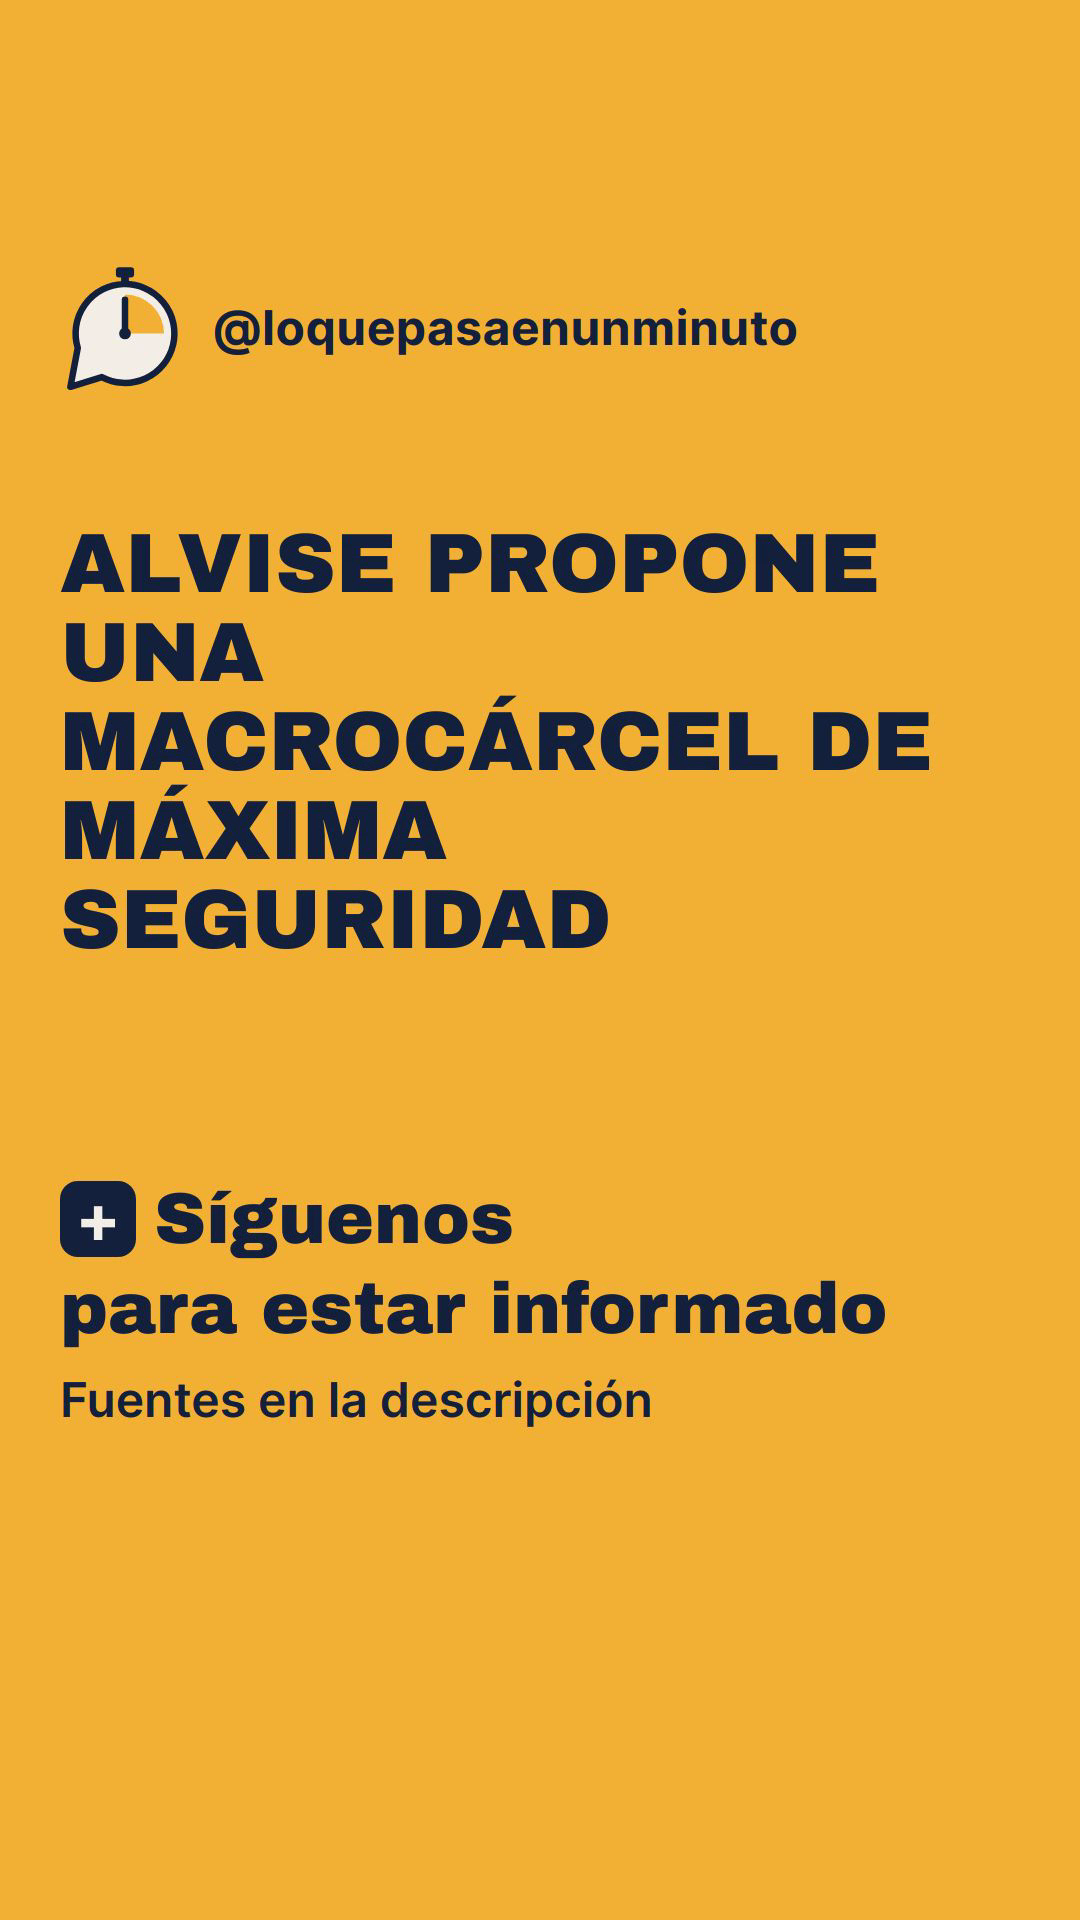 @loquepasaenunminuto
ALVISE PROPONE
UNA
MACROCÁRCEL DE
MÁXIMA
SEGURIDAD
+ Síguenos
para estar informado
Fuentes en la descripción